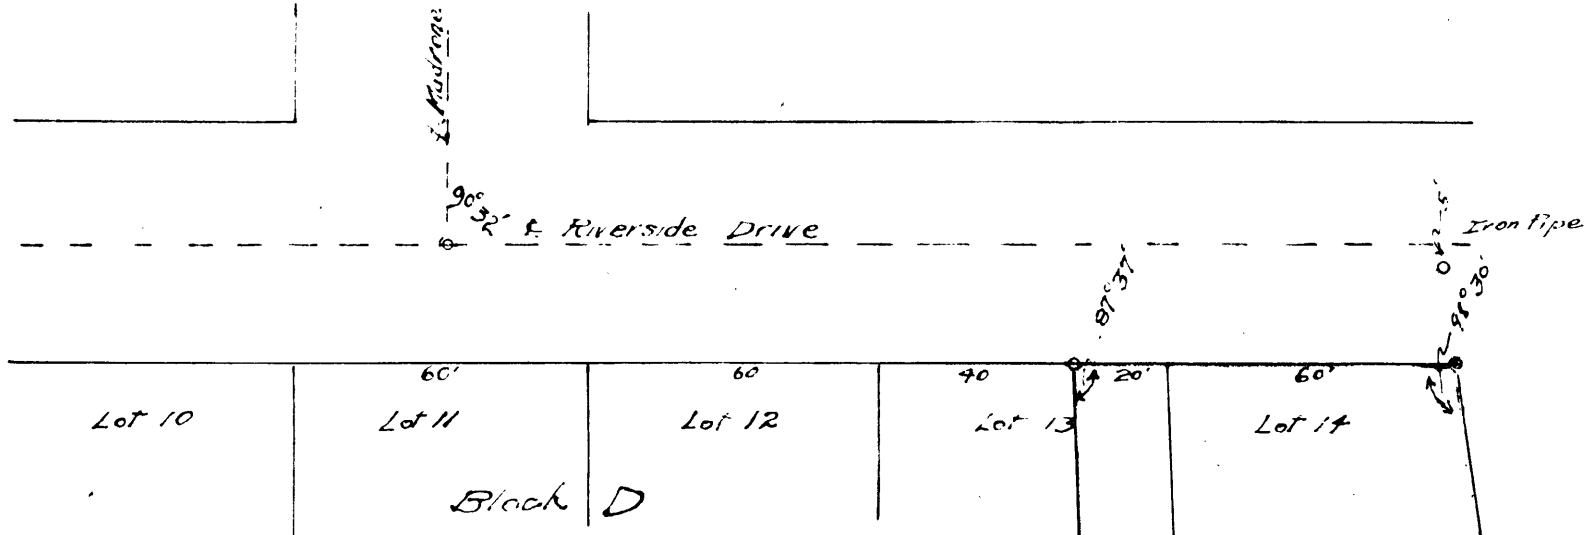 ℄ Madrone
90° 32'
℄ Riverside Drive
Iron Pipe
87° 37'
98° 30'
60' 60 40 20' 60'
Lot 10 Lot 11 Lot 12 Lot 13 Lot 14
Block D